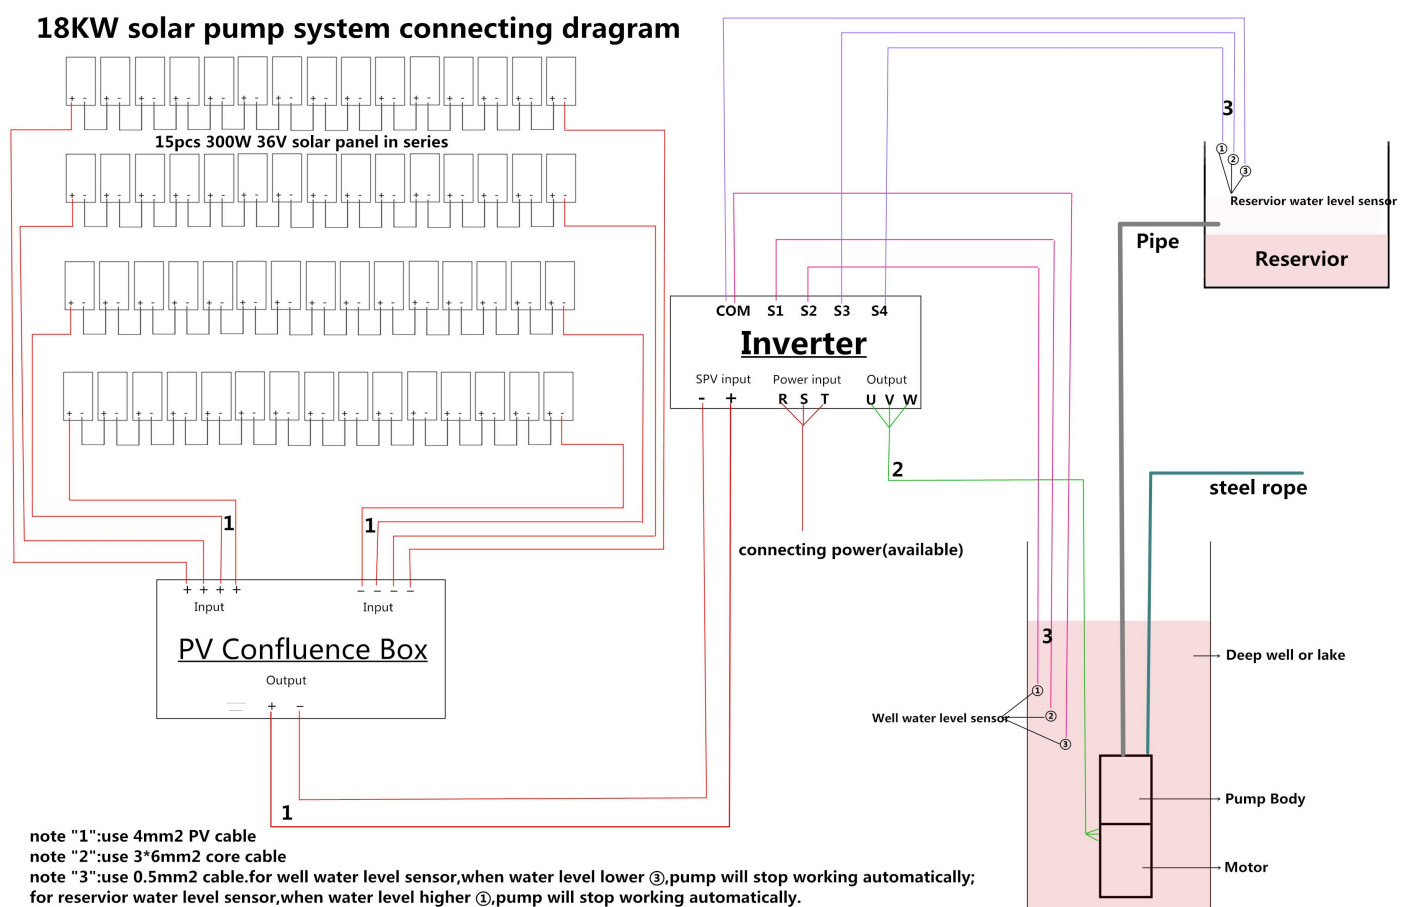 18KW solar pump system connecting dragram
+ - + - + - + - + - + - + - + - + - + - + - + - + - + - + -
15pcs 300W 36V solar panel in series
+ - + - + - + - + - + - + - + - + - + - + - + - + - + - + -
+ - + - + - + - + - + - + - + - + - + - + - + - + - + - + -
+ - + - + - + - + - + - + - + - + - + - + - + - + - + - + -
1
1
+ + + +
− − − −
Input
Input
PV Confluence Box
Output
+ −
1
COM S1 S2 S3 S4
Inverter
SPV input
Power input
Output
- +
R S T
U V W
2
connecting power(available)
3
①
②
③
Reservior water level sensor
Pipe
Reservior
steel rope
3
Deep well or lake
①
Well water level sensor
②
③
Pump Body
Motor
note "1":use 4mm2 PV cable
note "2":use 3*6mm2 core cable
note "3":use 0.5mm2 cable.for well water level sensor,when water level lower ③,pump will stop working automatically;
for reservior water level sensor,when water level higher ①,pump will stop working automatically.